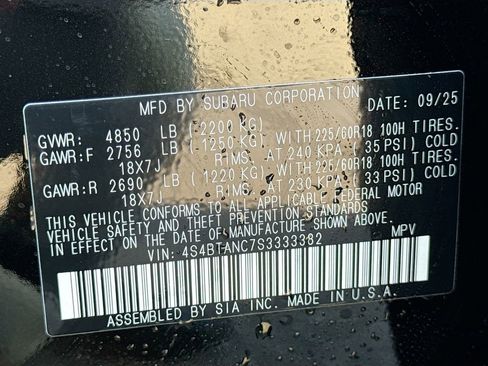 MFD BY SUBARU CORPORATION DATE: 09/25
GVWR: 4850 LB (2200 KG)
GAWR:F 2756 LB (1250 KG) WITH 225/60R18 100H TIRES.
18X7J RIMS. AT 240 KPA (35 PSI) COLD
GAWR:R 2690 LB (1220 KG) WITH 225/60R18 100H TIRES.
18X7J RIMS. AT 230 KPA (33 PSI) COLD
THIS VEHICLE CONFORMS TO ALL APPLICABLE FEDERAL MOTOR
VEHICLE SAFETY AND THEFT PREVENTION STANDARDS
IN EFFECT ON THE DATE OF MANUFACTURE SHOWN ABOVE.
VIN: 4S4BTANC7S3333382 MPV
ASSEMBLED BY SIA INC. MADE IN U.S.A.